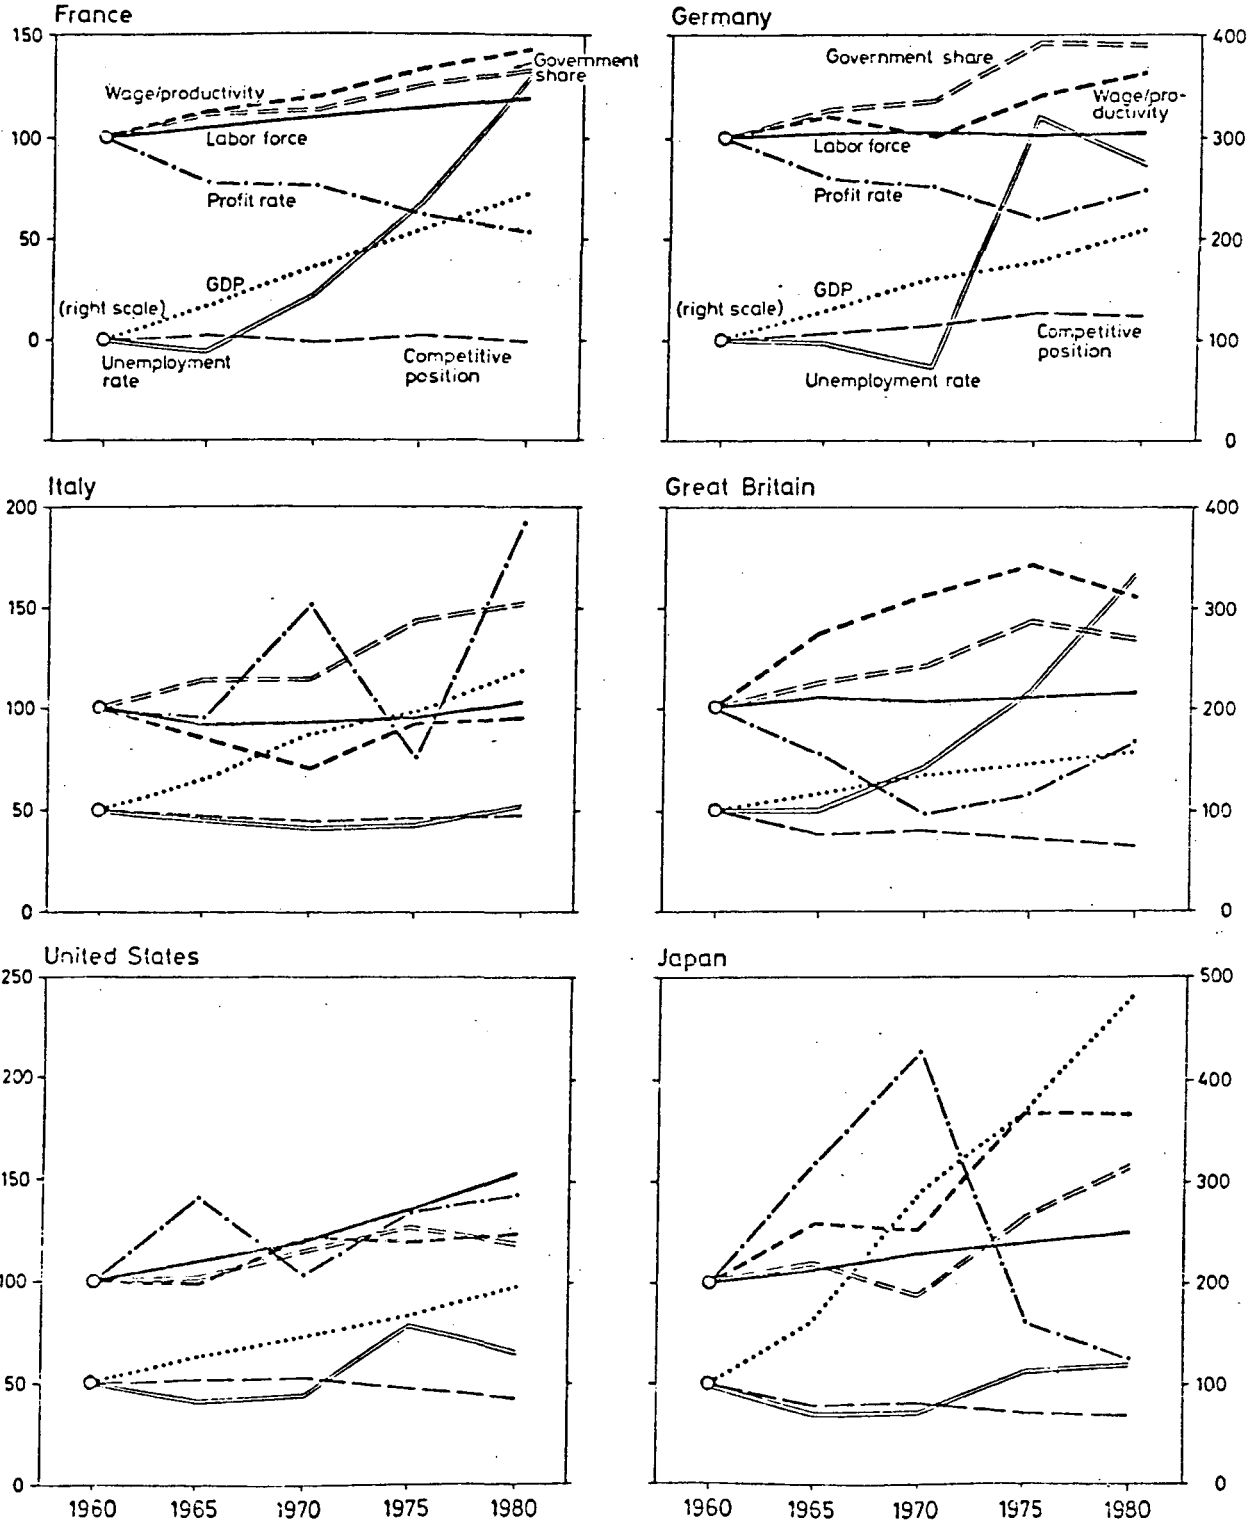 France
Germany
150
100
50
0
400
300
200
100
0
Government
share
Wage/productivity
Labor force
Profit rate
GDP
(right scale)
Unemployment
rate
Competitive
position
Government share
Wage/pro-
ductivity
Labor force
Profit rate
GDP
(right scale)
Competitive
position
Unemployment rate
Italy
Great Britain
200
150
100
50
0
400
300
200
100
0
United States
Japan
250
200
150
100
50
0
500
400
300
200
100
0
1960 1965 1970 1975 1980
1960 1965 1970 1975 1980